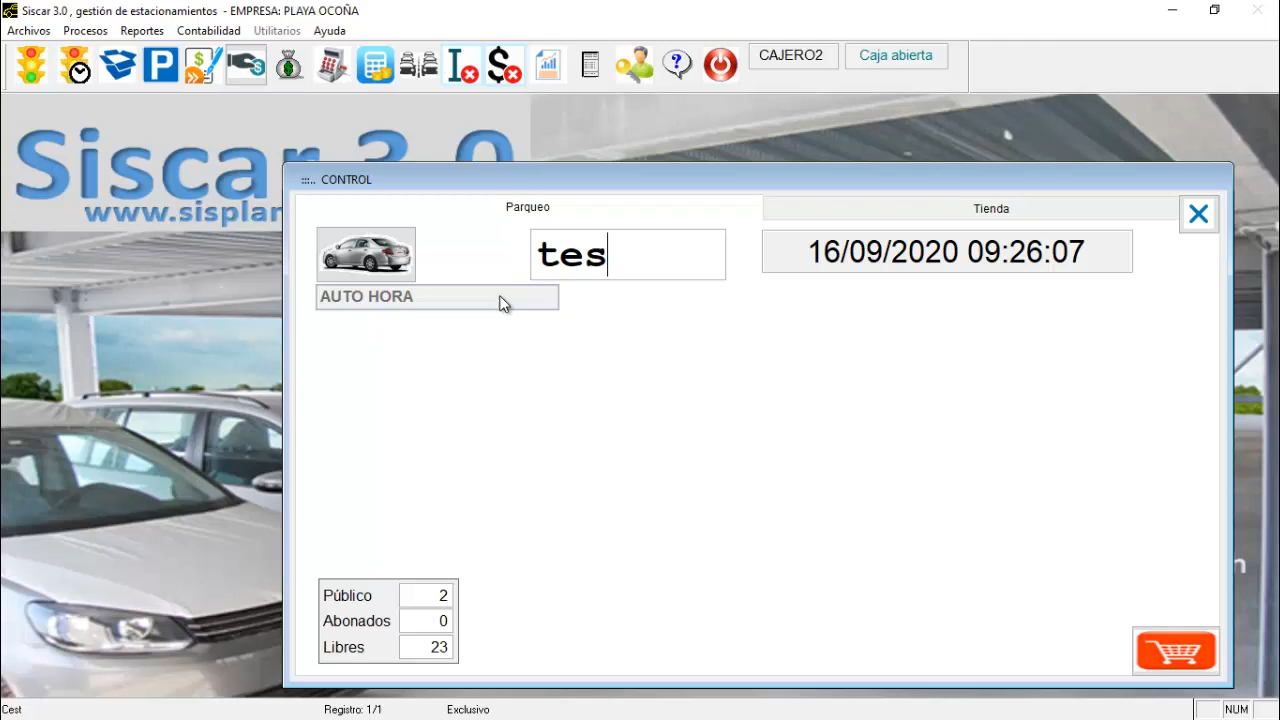 Siscar 3.0 , gestión de estacionamientos - EMPRESA: PLAYA OCOÑA
Archivos Procesos Reportes Contabilidad Utilitarios Ayuda
CAJERO2 Caja abierta
Siscar 3.0
www.sisplan
CONTROL
Parqueo Tienda
tes 16/09/2020 09:26:07
AUTO HORA
Público 2
Abonados 0
Libres 23
Cest Registro: 1/1 Exclusivo NUM